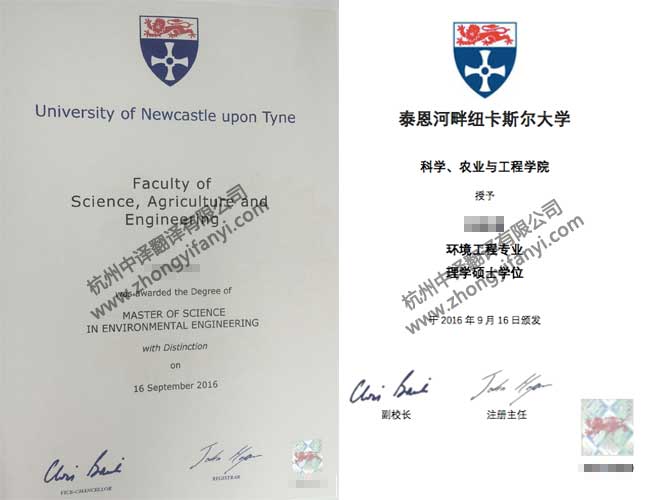 University of Newcastle upon Tyne
Faculty of
Science, Agriculture and
Engineering
was awarded the Degree of
MASTER OF SCIENCE
IN ENVIRONMENTAL ENGINEERING
with Distinction
on
16 September 2016
VICE-CHANCELLOR
REGISTRAR
杭州中译翻译有限公司
www.zhongyifanyi.com
泰恩河畔纽卡斯尔大学
科学、农业与工程学院
授予
环境工程专业
理学硕士学位
于 2016 年 9 月 16 日颁发
副校长
注册主任
杭州中译翻译有限公司
www.zhongyifanyi.com